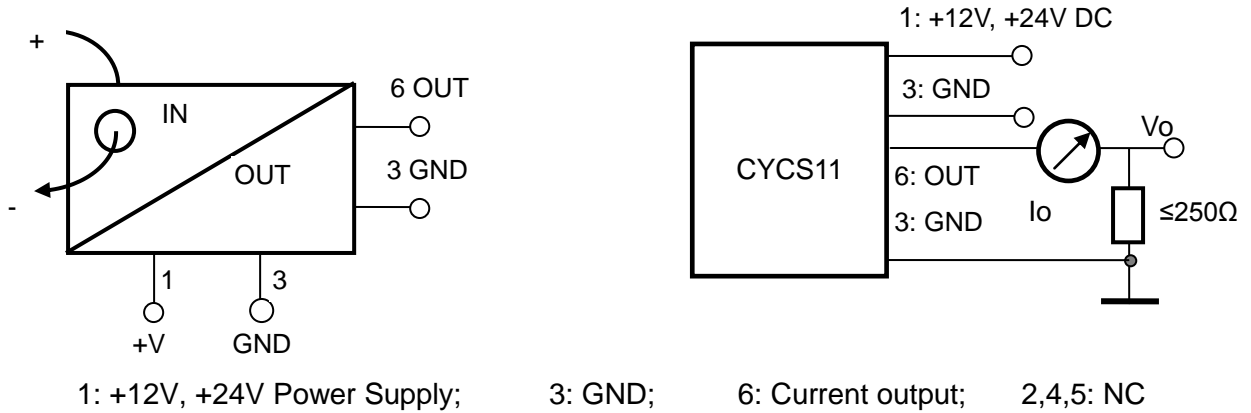 +
IN
OUT
-
6 OUT
3 GND
1
3
+V
GND
1: +12V, +24V DC
3: GND
CYCS11
Vo
6: OUT
Io
≤250Ω
3: GND
1: +12V, +24V Power Supply; 3: GND; 6: Current output; 2,4,5: NC